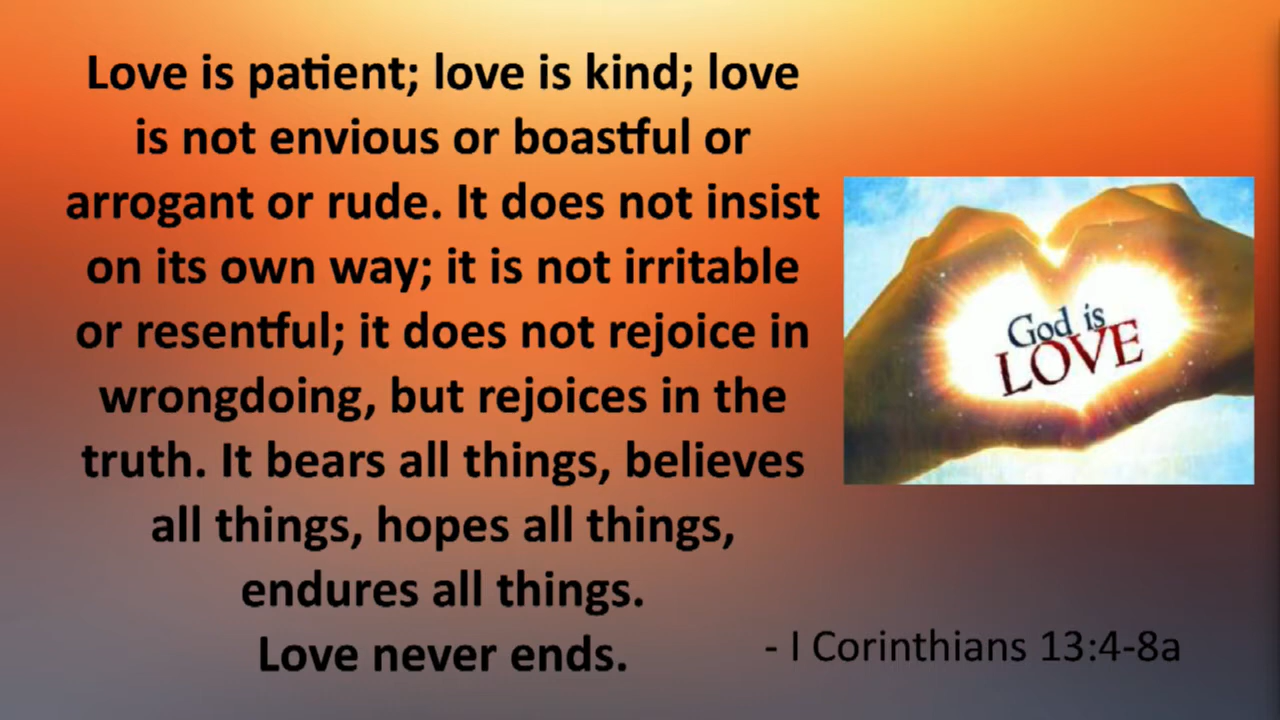 Love is patient; love is kind; love
is not envious or boastful or
arrogant or rude. It does not insist
on its own way; it is not irritable
or resentful; it does not rejoice in
wrongdoing, but rejoices in the
truth. It bears all things, believes
all things, hopes all things,
endures all things.
Love never ends.
- I Corinthians 13:4-8a
God is
LOVE